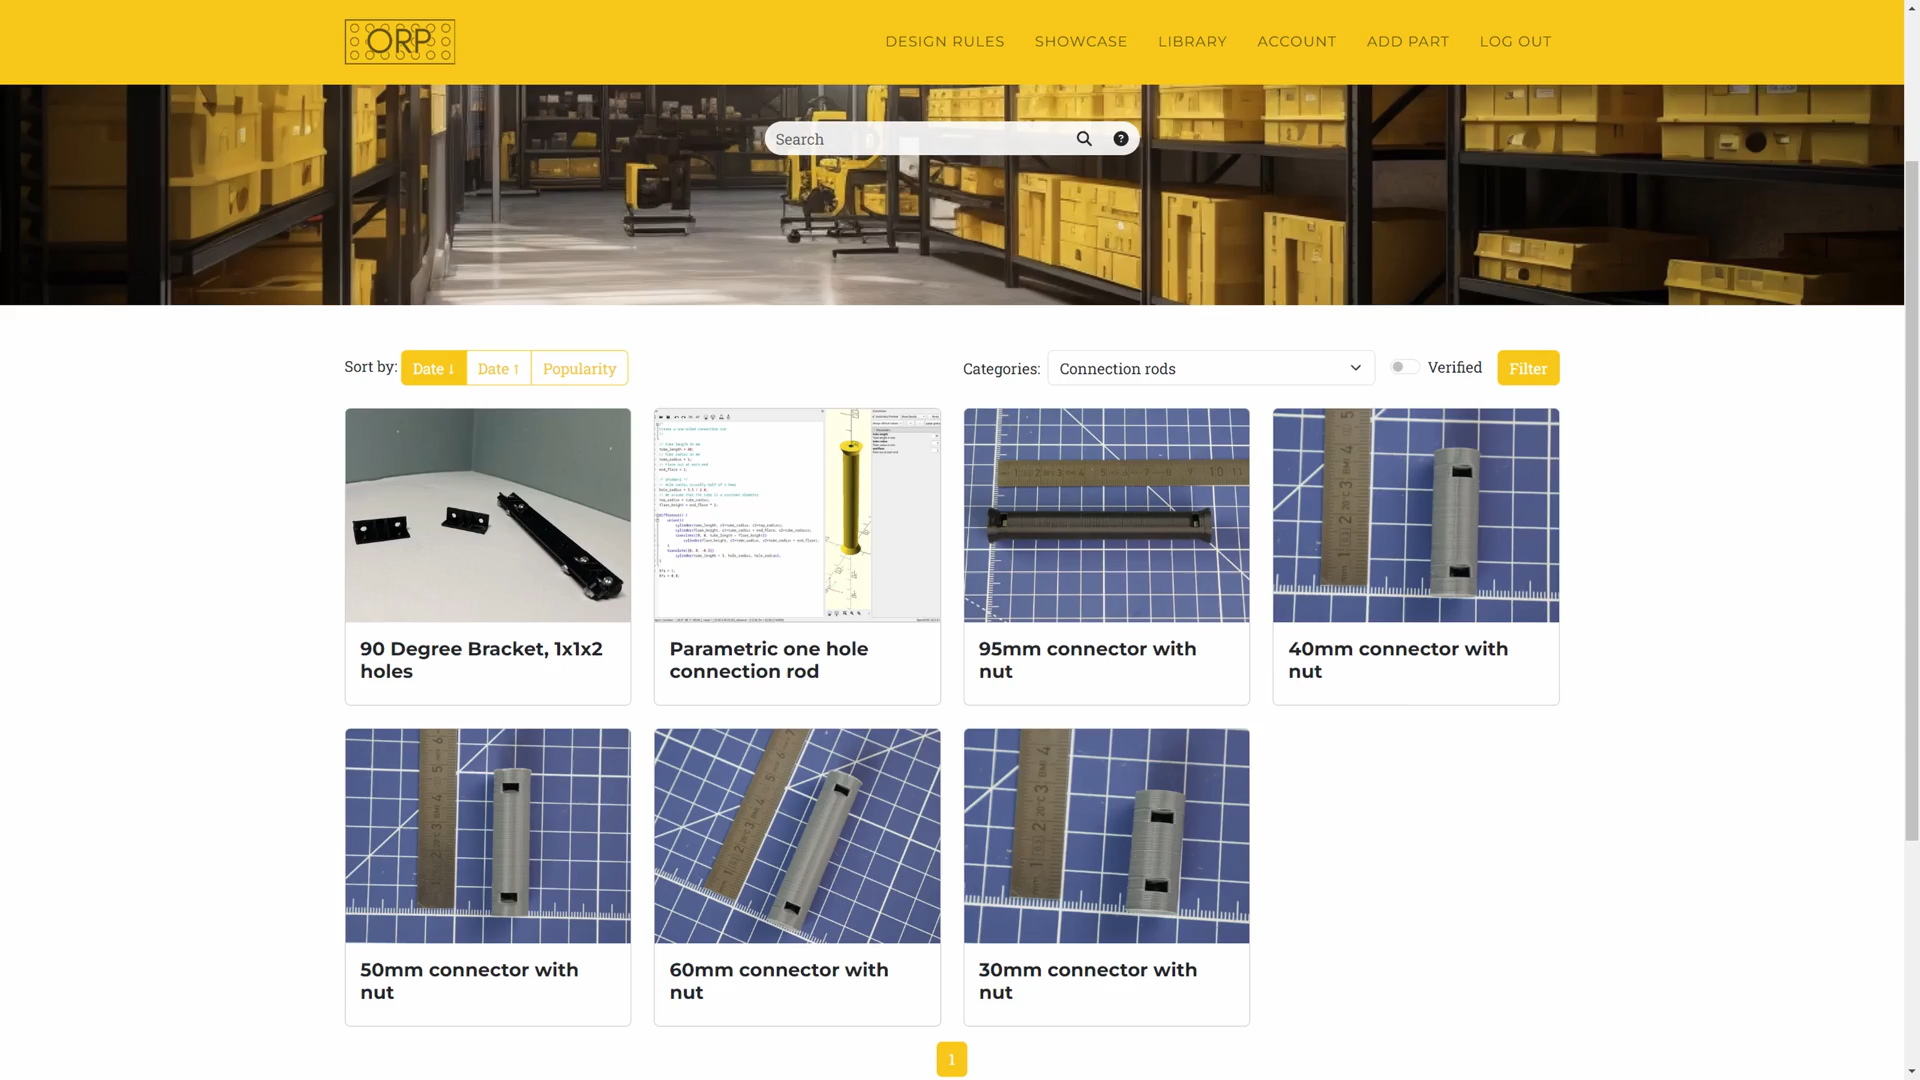 ORP
DESIGN RULES
SHOWCASE
LIBRARY
ACCOUNT
ADD PART
LOG OUT
Search
Sort by:
Date ↓
Date ↑
Popularity
Categories:
Connection rods
Verified
Filter
90 Degree Bracket, 1x1x2
holes
Parametric one hole
connection rod
95mm connector with
nut
40mm connector with
nut
50mm connector with
nut
60mm connector with
nut
30mm connector with
nut
1